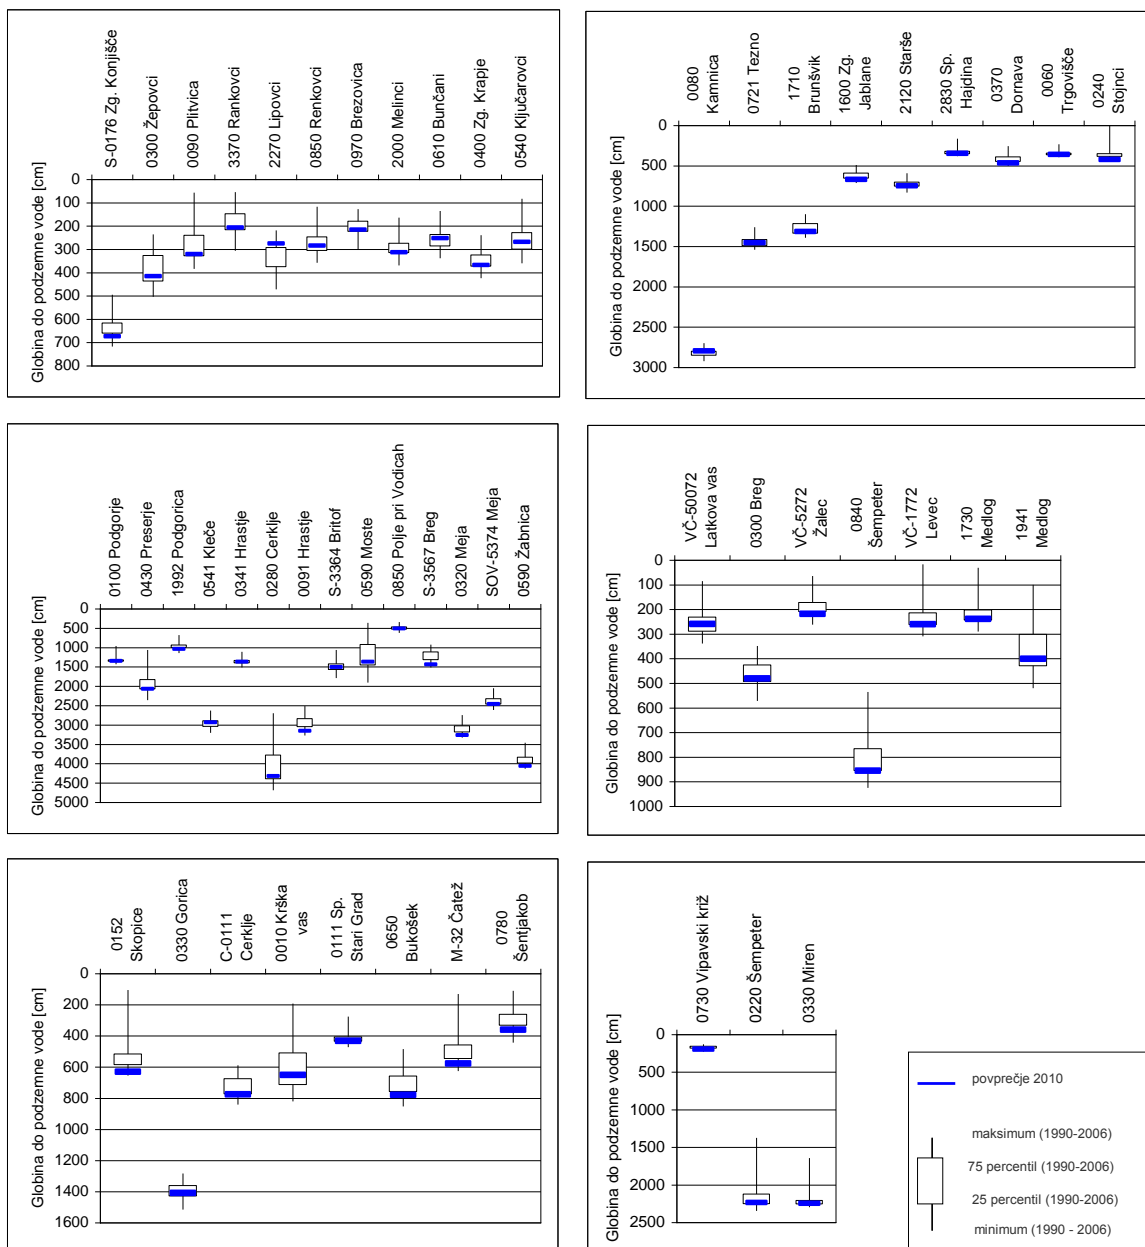 S-0176 Zg. Konjišče
0300 Žepovci
0090 Plitvica
3370 Rankovci
2270 Lipovci
0850 Renkovci
0970 Brezovica
2000 Melinci
0610 Bunčani
0400 Zg. Krapje
0540 Ključarovci
Globina do podzemne vode [cm]
0
100
200
300
400
500
600
700
800
0080
Kamnica
0721 Tezno
1710
Brunšvik
1600 Zg.
Jablane
2120 Starše
2830 Sp.
Hajdina
0370
Dornava
0060
Trgovišče
0240
Stojnci
Globina do podzemne vode [cm]
0
500
1000
1500
2000
2500
3000
0100 Podgorje
0430 Preserje
1992 Podgorica
0541 Kleče
0341 Hrastje
0280 Cerklje
0091 Hrastje
S-3364 Britof
0590 Moste
0850 Polje pri Vodicah
S-3567 Breg
0320 Meja
SOV-5374 Meja
0590 Žabnica
Globina do podzemne vode [cm]
0
500
1000
1500
2000
2500
3000
3500
4000
4500
5000
VČ-50072
Latkova vas
0300 Breg
VČ-5272
Žalec
0840
Šempeter
VČ-1772
Levec
1730
Medlog
1941
Medlog
Globina do podzemne vode [cm]
0
100
200
300
400
500
600
700
800
900
1000
0152
Skopice
0330 Gorica
C-0111
Cerklje
0010 Krška
vas
0111 Sp.
Stari Grad
0650
Bukošek
M-32 Čatež
0780
Šentjakob
Globina do podzemne vode [cm]
0
200
400
600
800
1000
1200
1400
1600
0730 Vipavski križ
0220 Šempeter
0330 Miren
Globina do podzemne vode [cm]
0
500
1000
1500
2000
2500
povprečje 2010
maksimum (1990-2006)
75 percentil (1990-2006)
25 percentil (1990-2006)
minimum (1990 - 2006)